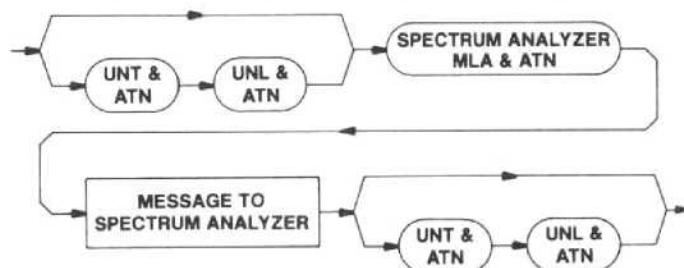 SPECTRUM ANALYZER
MLA & ATN
UNT &
ATN
UNL &
ATN
MESSAGE TO
SPECTRUM ANALYZER
UNT &
ATN
UNL &
ATN